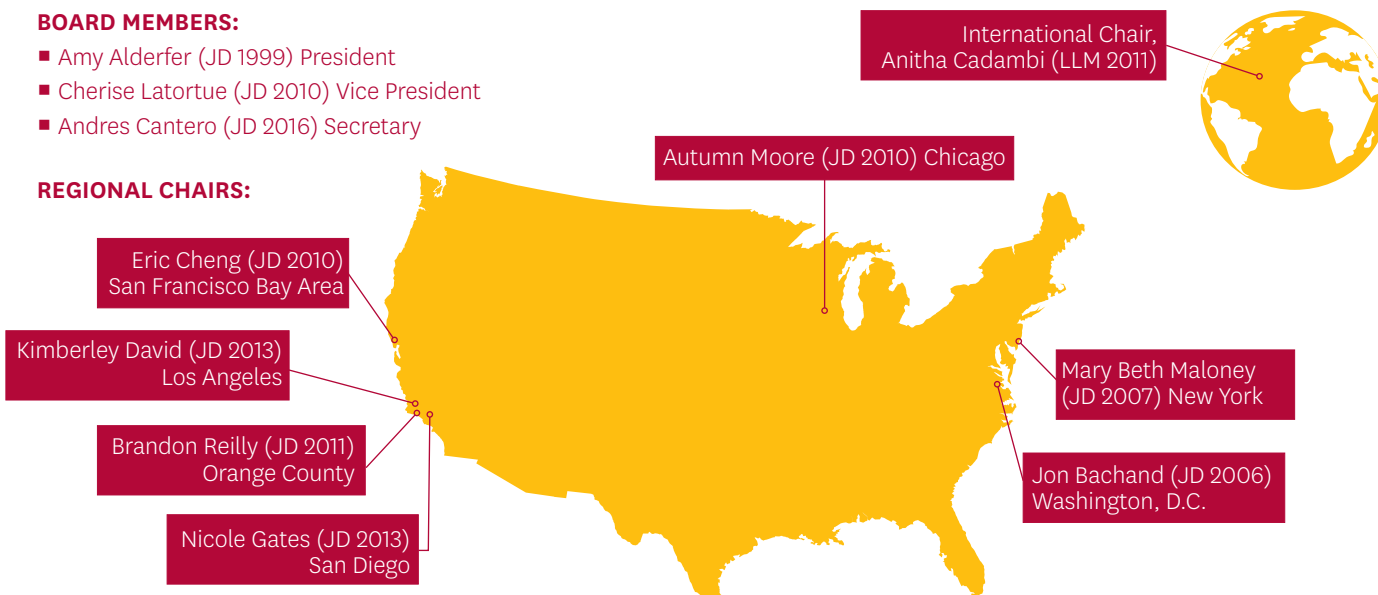 BOARD MEMBERS:
■ Amy Alderfer (JD 1999) President
■ Cherise Latortue (JD 2010) Vice President
■ Andres Cantero (JD 2016) Secretary
International Chair,
Anitha Cadambi (LLM 2011)
REGIONAL CHAIRS:
Autumn Moore (JD 2010) Chicago
Eric Cheng (JD 2010)
San Francisco Bay Area
Kimberley David (JD 2013)
Los Angeles
Brandon Reilly (JD 2011)
Orange County
Nicole Gates (JD 2013)
San Diego
Mary Beth Maloney
(JD 2007) New York
Jon Bachand (JD 2006)
Washington, D.C.